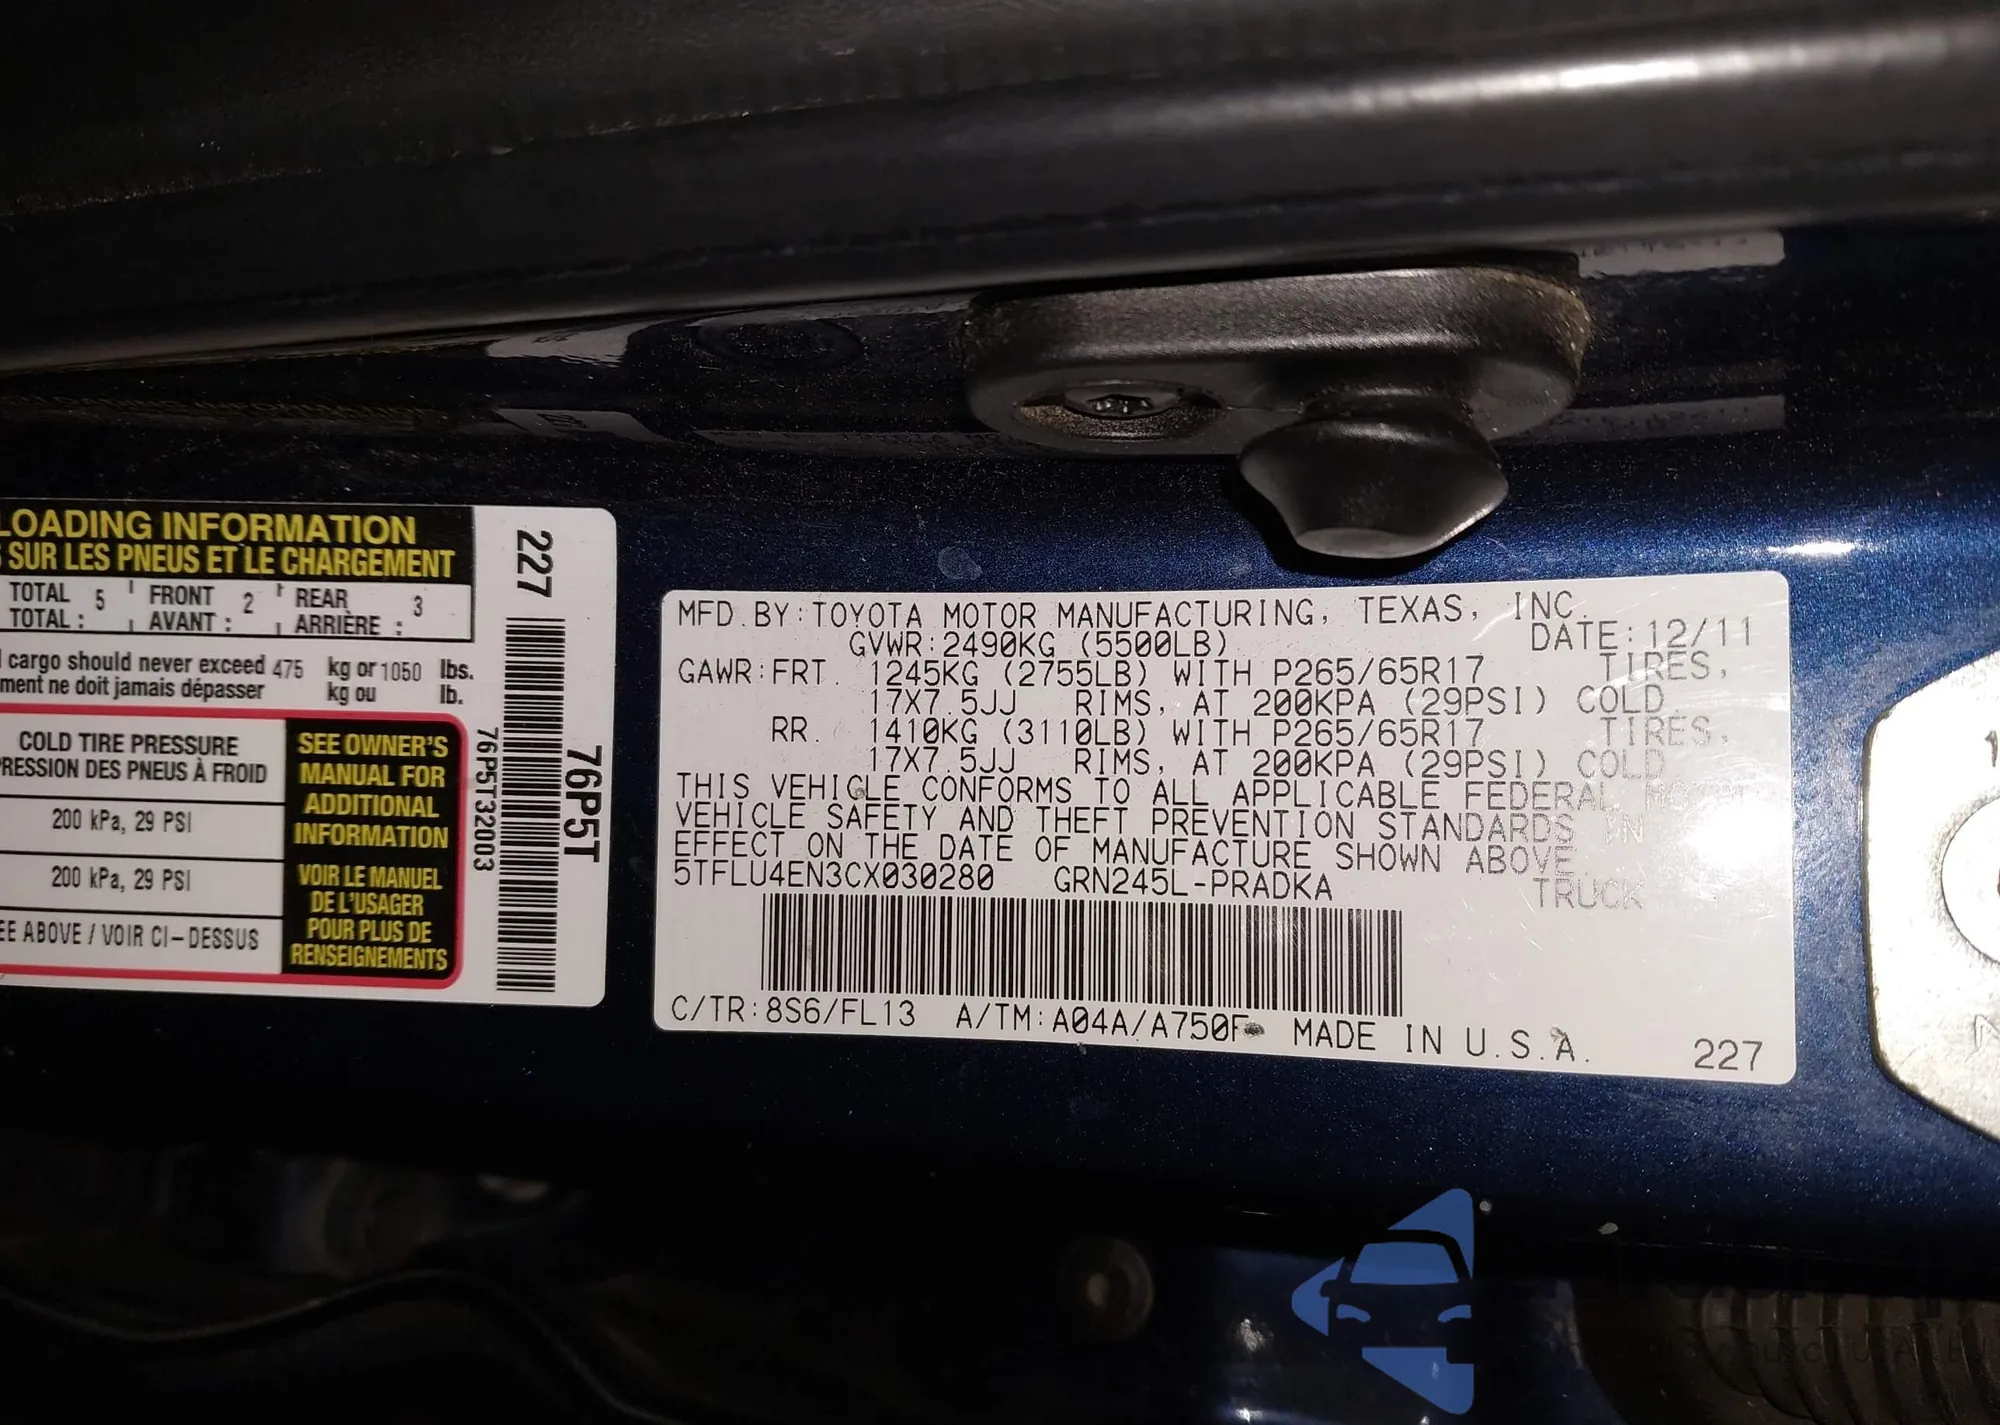 LOADING INFORMATION
SUR LES PNEUS ET LE CHARGEMENT
TOTAL 5 FRONT 2 REAR 3
TOTAL : AVANT : ARRIÈRE :
cargo should never exceed 475 kg or 1050 lbs.
ne doit jamais dépasser kg ou lb.
COLD TIRE PRESSURE
DES PNEUS À FROID
200 kPa, 29 PSI
200 kPa, 29 PSI
ABOVE / VOIR CI-DESSUS
SEE OWNER'S
MANUAL FOR
ADDITIONAL
INFORMATION
VOIR LE MANUEL
DE L'USAGER
POUR PLUS DE
RENSEIGNEMENTS
227
76P5T32003
76P5T
MFD.BY:TOYOTA MOTOR MANUFACTURING, TEXAS, INC.
GVWR:2490KG (5500LB) DATE:12/11
GAWR:FRT. 1245KG (2755LB) WITH P265/65R17 TIRES,
17X7.5JJ RIMS, AT 200KPA (29PSI) COLD.
RR. 1410KG (3110LB) WITH P265/65R17 TIRES,
17X7.5JJ RIMS, AT 200KPA (29PSI) COLD
THIS VEHICLE CONFORMS TO ALL APPLICABLE FEDERAL MOTOR
VEHICLE SAFETY AND THEFT PREVENTION STANDARDS IN
EFFECT ON THE DATE OF MANUFACTURE SHOWN ABOVE.
5TFLU4EN3CX030280 GRN245L-PRADKA TRUCK
C/TR:8S6/FL13 A/TM:A04A/A750F MADE IN U.S.A.
227